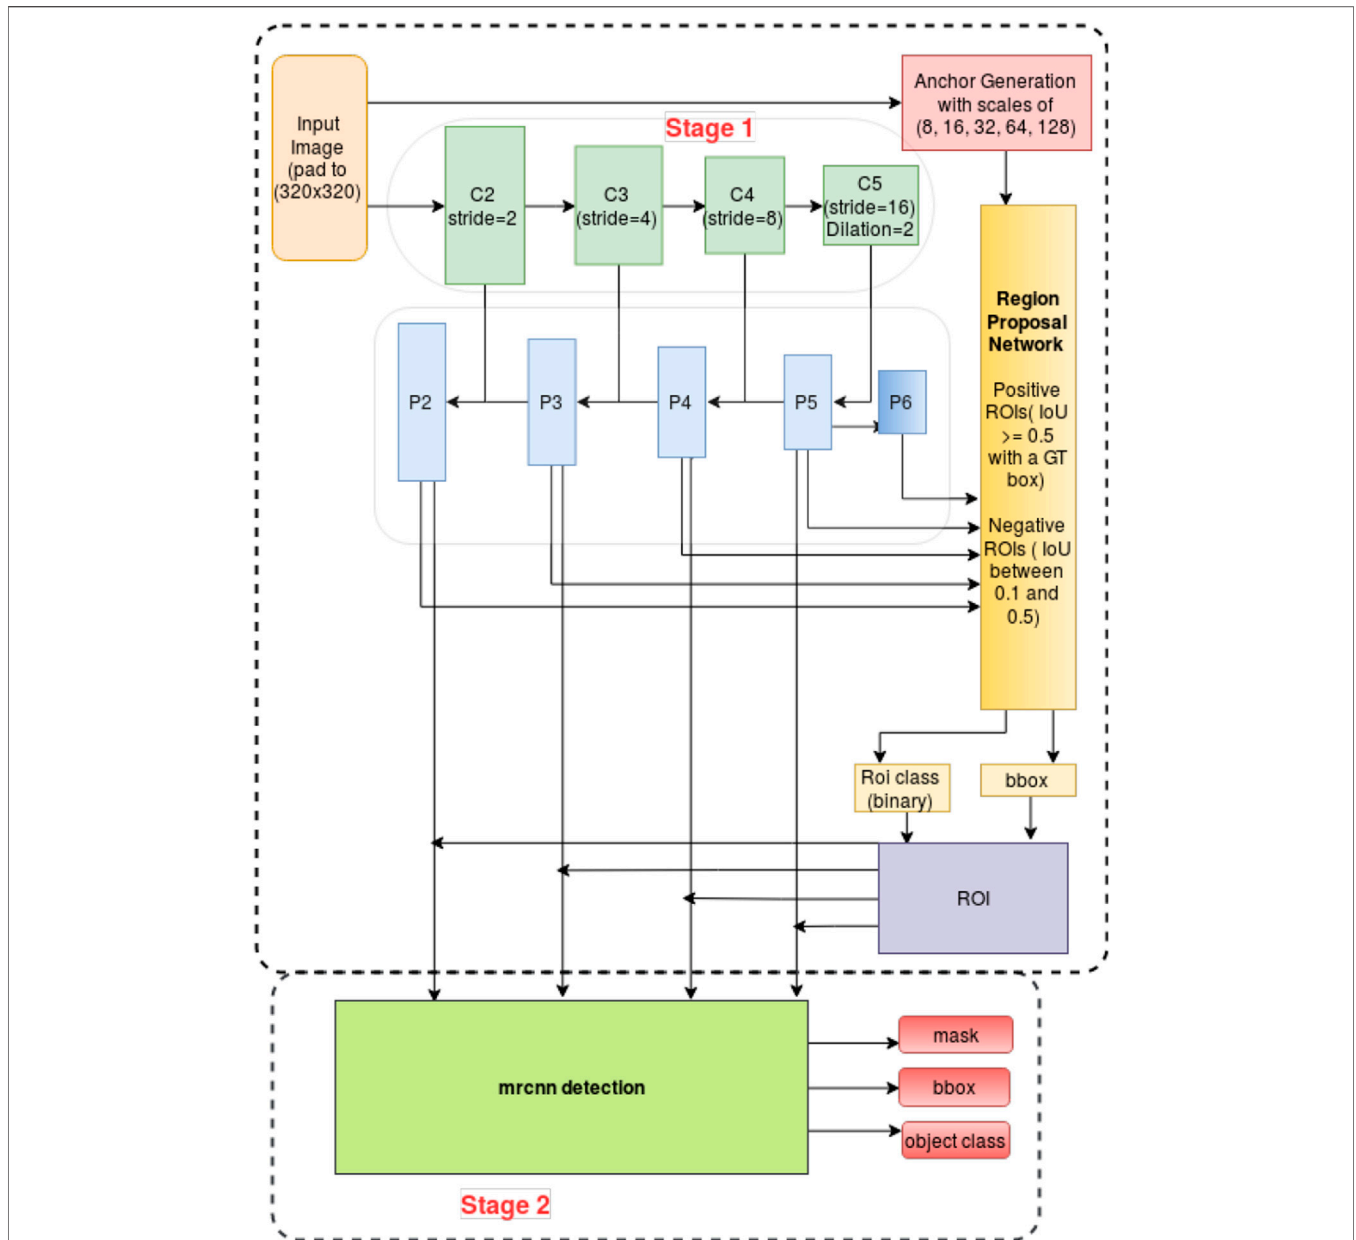 Input
Image
(pad to
(320x320)
Anchor Generation
with scales of
(8, 16, 32, 64, 128)
Stage 1
C2
stride=2
C3
(stride=4)
C4
(stride=8)
C5
(stride=16)
Dilation=2
Region
Proposal
Network
Positive
ROIs( IoU
>= 0.5
with a GT
box)
Negative
ROIs ( IoU
between
0.1 and
0.5)
P2
P3
P4
P5
P6
Roi class
(binary)
bbox
ROI
mrcnn detection
mask
bbox
object class
Stage 2